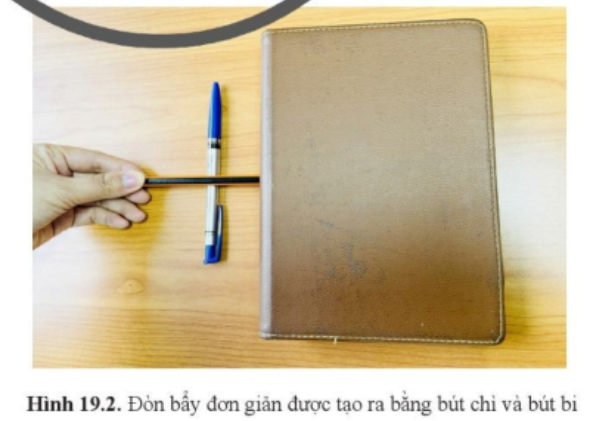 Hình 19.2. Đòn bẩy đơn giản được tạo ra bằng bút chì và bút bi